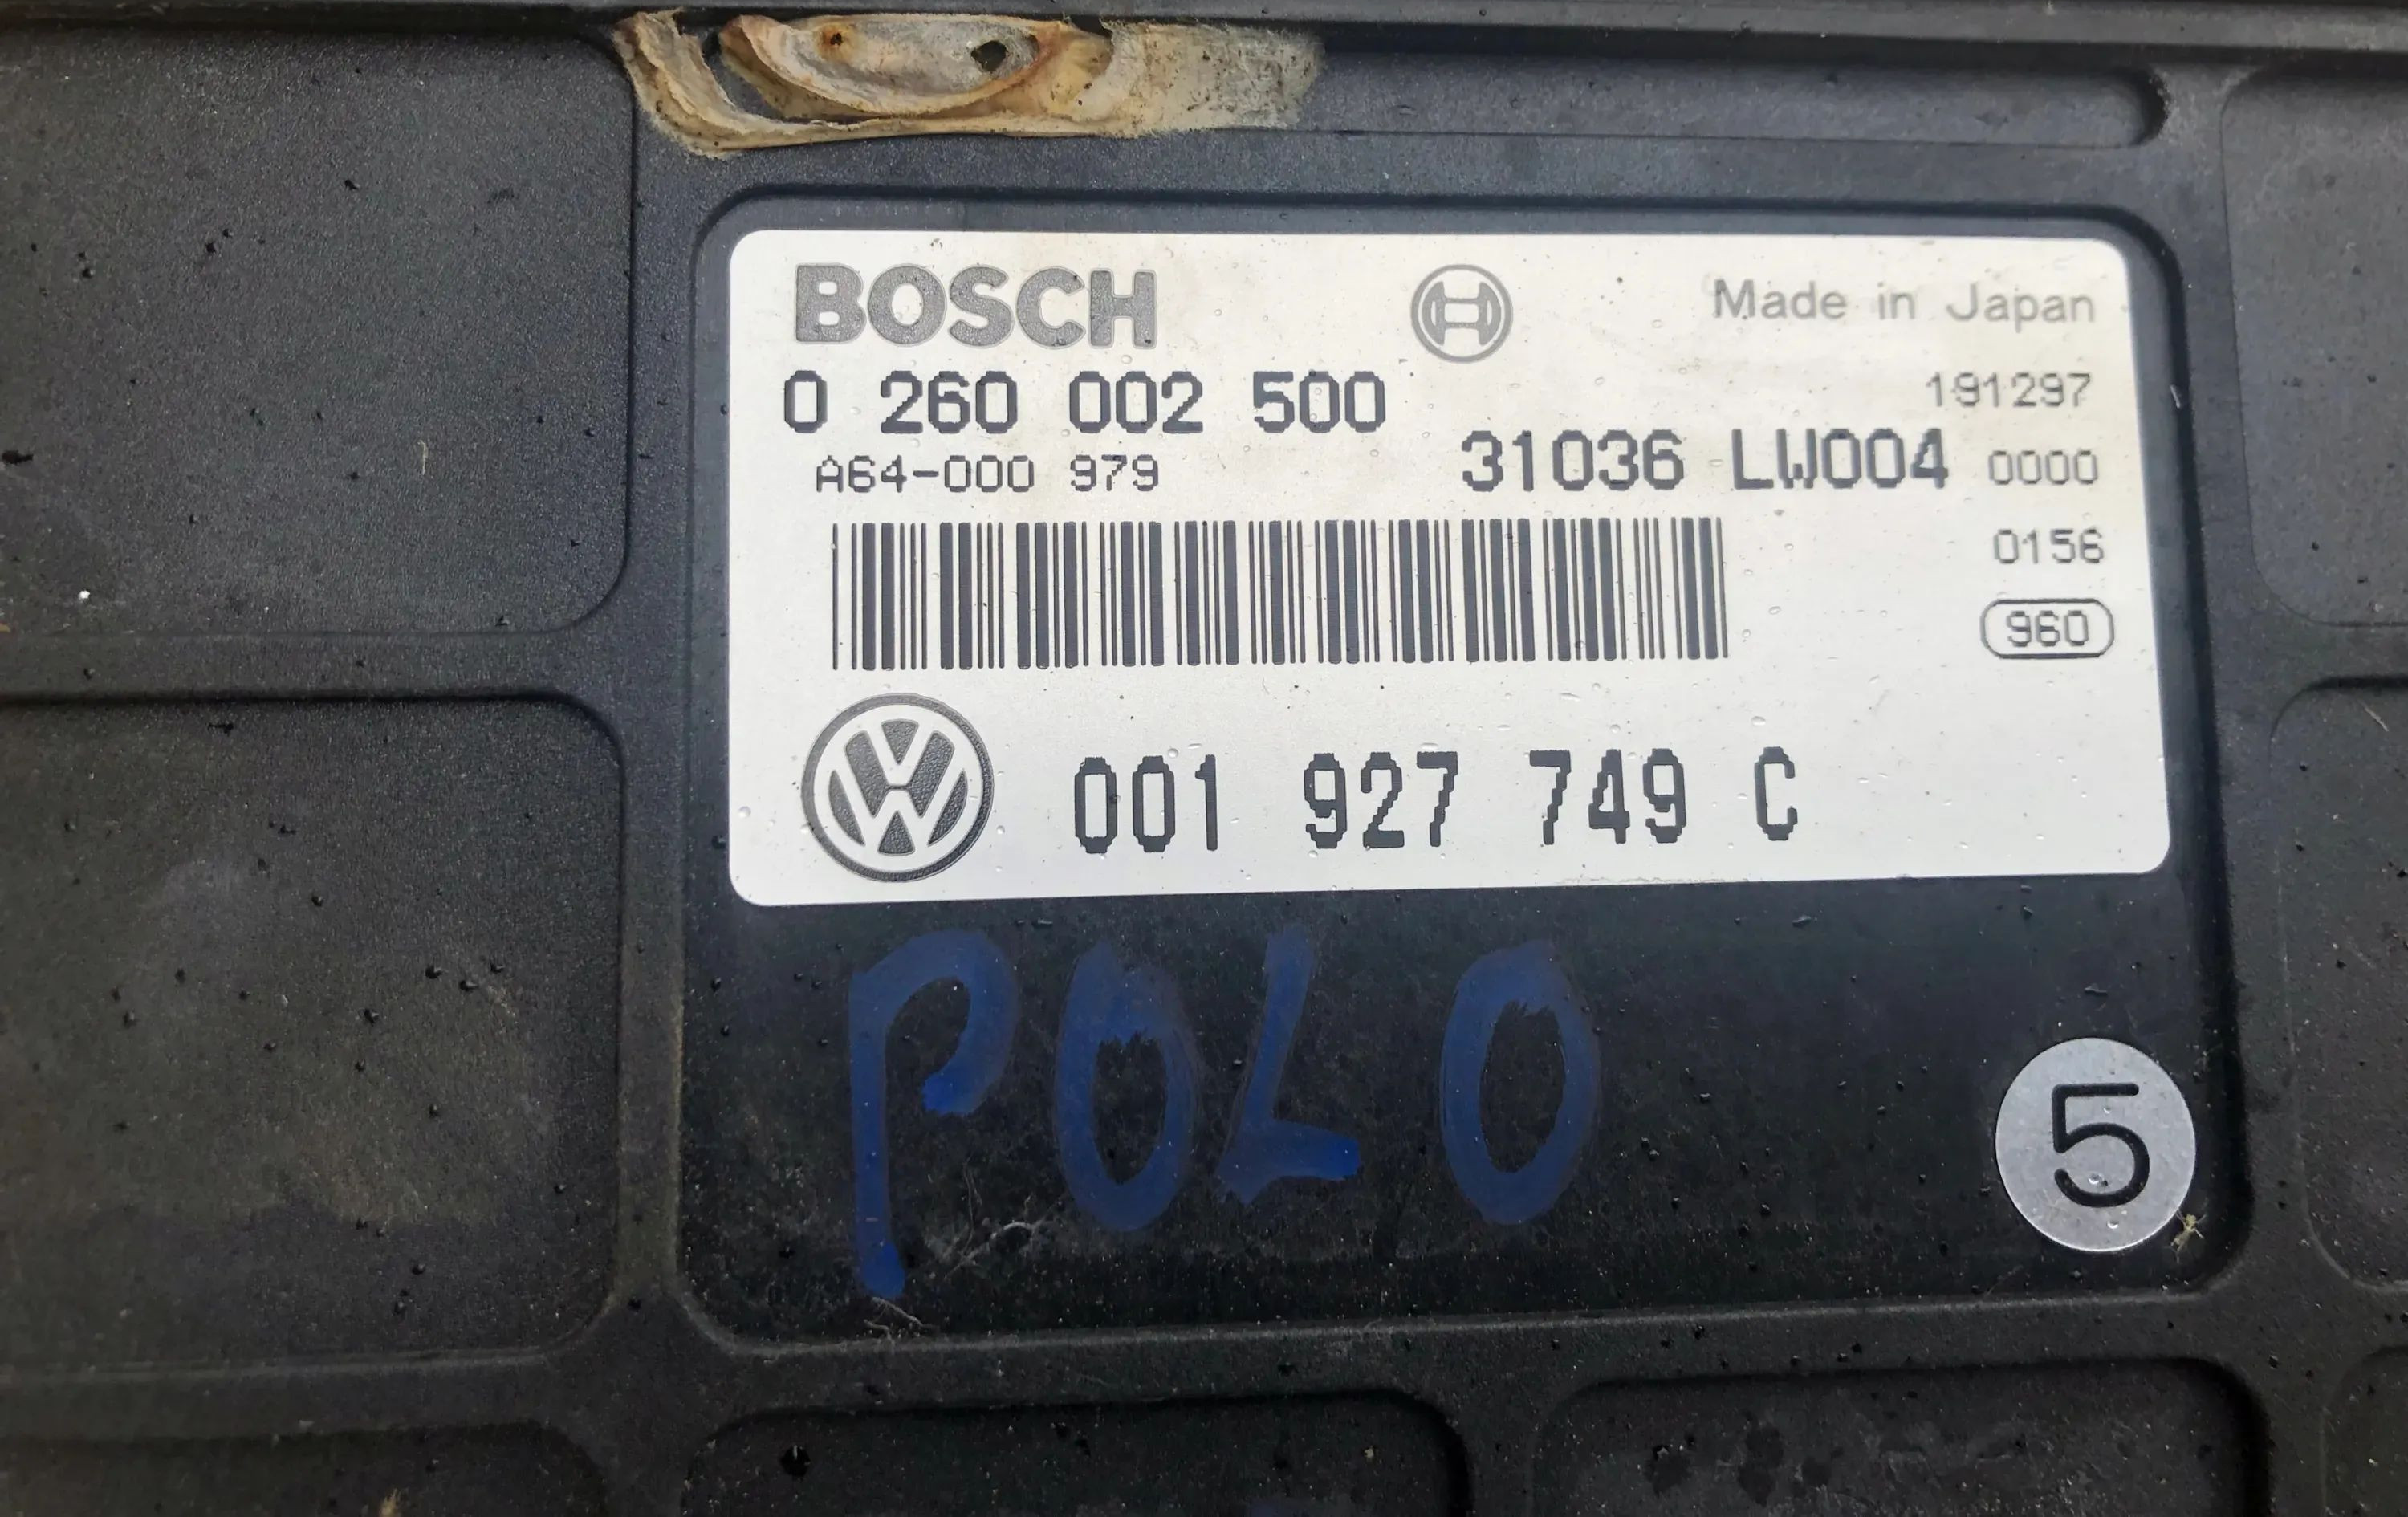 BOSCH
Made in Japan
0 260 002 500
191297
A64-000 979
31036 LW004 0000
0156
960
001 927 749 C
POLO
5